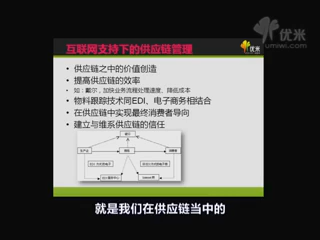 优米
umiwi.com
互联网支持下的供应链管理
优米
• 供应链之中的价值创造
• 提高供应链的效率
• 如：戴尔，加快业务流程处理速度、降低成本
• 物料跟踪技术同EDI、电子商务相结合
• 在供应链中实现最终消费者导向
• 建立与维系供应链的信任
就是我们在供应链当中的